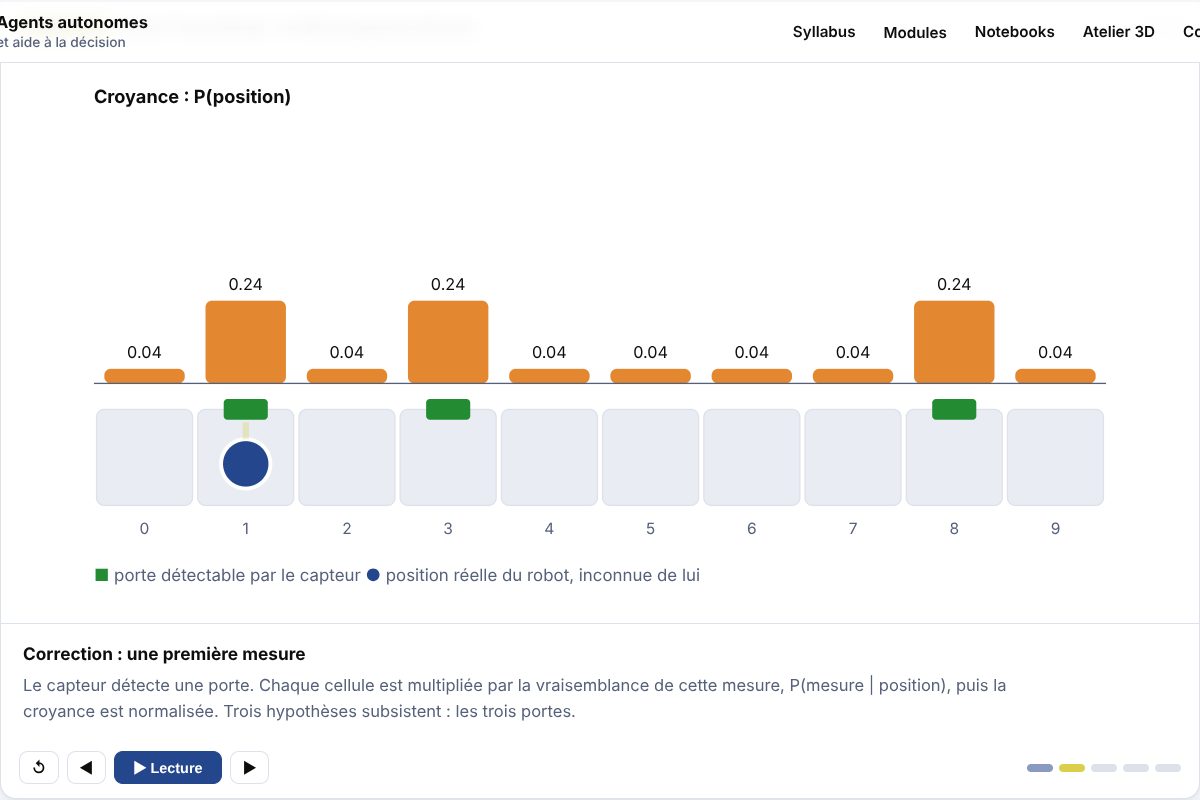 Agents autonomes
et aide à la décision
Syllabus Modules Notebooks Atelier 3D
Croyance : P(position)
0.04 0.24 0.04 0.24 0.04 0.04 0.04 0.04 0.24 0.04
0 1 2 3 4 5 6 7 8 9
porte détectable par le capteur position réelle du robot, inconnue de lui
Correction : une première mesure
Le capteur détecte une porte. Chaque cellule est multipliée par la vraisemblance de cette mesure, P(mesure | position), puis la
croyance est normalisée. Trois hypothèses subsistent : les trois portes.
Lecture